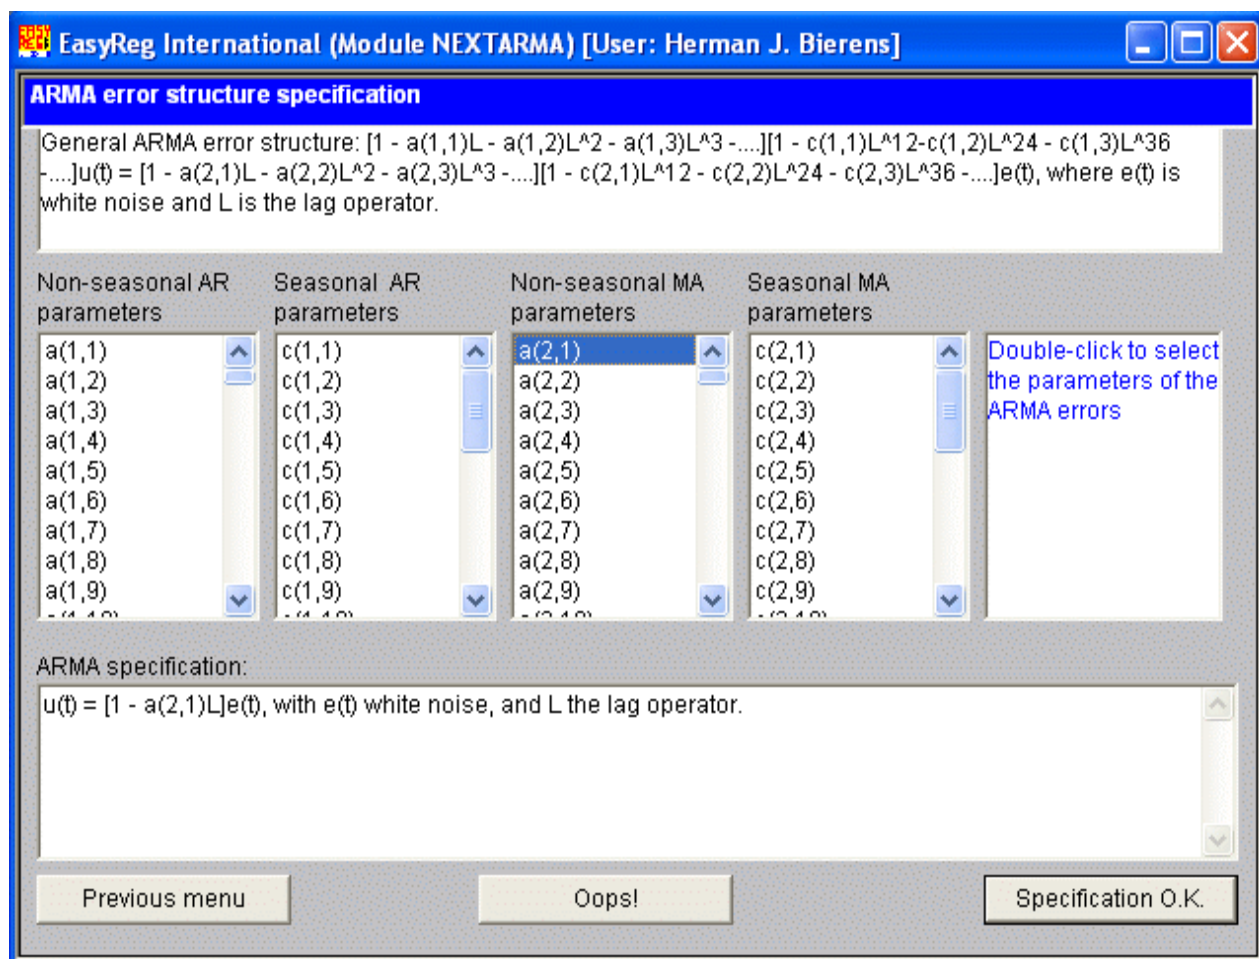 EasyReg International (Module NEXTARMA) [User: Herman J. Bierens]
ARMA error structure specification
General ARMA error structure: [1 - a(1,1)L - a(1,2)L^2 - a(1,3)L^3 -....][1 - c(1,1)L^12-c(1,2)L^24 - c(1,3)L^36
-....]u(t) = [1 - a(2,1)L - a(2,2)L^2 - a(2,3)L^3 -....][1 - c(2,1)L^12 - c(2,2)L^24 - c(2,3)L^36 -....]e(t), where e(t) is
white noise and L is the lag operator.
Non-seasonal AR
parameters
a(1,1)
a(1,2)
a(1,3)
a(1,4)
a(1,5)
a(1,6)
a(1,7)
a(1,8)
a(1,9)
Seasonal AR
parameters
c(1,1)
c(1,2)
c(1,3)
c(1,4)
c(1,5)
c(1,6)
c(1,7)
c(1,8)
c(1,9)
Non-seasonal MA
parameters
a(2,1)
a(2,2)
a(2,3)
a(2,4)
a(2,5)
a(2,6)
a(2,7)
a(2,8)
a(2,9)
Seasonal MA
parameters
c(2,1)
c(2,2)
c(2,3)
c(2,4)
c(2,5)
c(2,6)
c(2,7)
c(2,8)
c(2,9)
Double-click to select
the parameters of the
ARMA errors
ARMA specification:
u(t) = [1 - a(2,1)L]e(t), with e(t) white noise, and L the lag operator.
Previous menu
Oops!
Specification O.K.